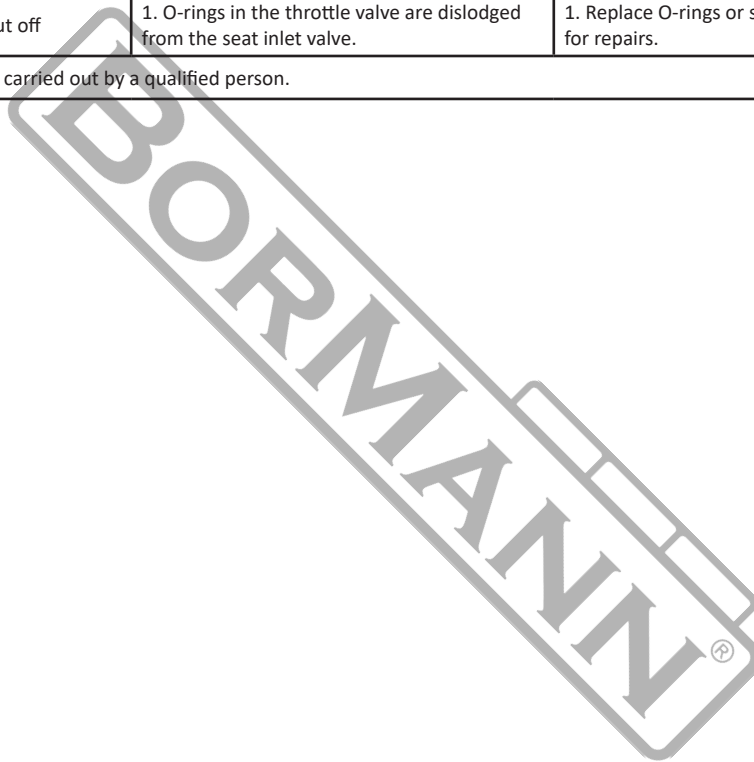 ut off
1. O-rings in the throttle valve are dislodged
from the seat inlet valve.
1. Replace O-rings or s
for repairs.
carried out by a qualified person.
BORMANN®